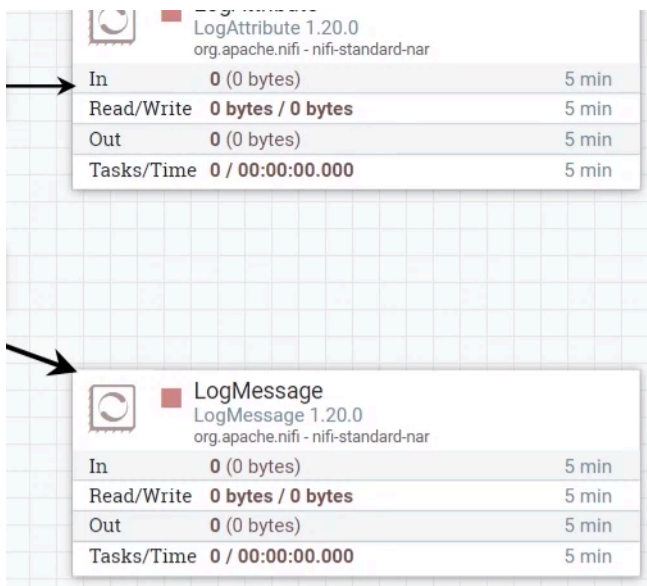 LogAttribute
LogAttribute 1.20.0
org.apache.nifi - nifi-standard-nar
In 0 (0 bytes) 5 min
Read/Write 0 bytes / 0 bytes 5 min
Out 0 (0 bytes) 5 min
Tasks/Time 0 / 00:00:00.000 5 min
LogMessage
LogMessage 1.20.0
org.apache.nifi - nifi-standard-nar
In 0 (0 bytes) 5 min
Read/Write 0 bytes / 0 bytes 5 min
Out 0 (0 bytes) 5 min
Tasks/Time 0 / 00:00:00.000 5 min